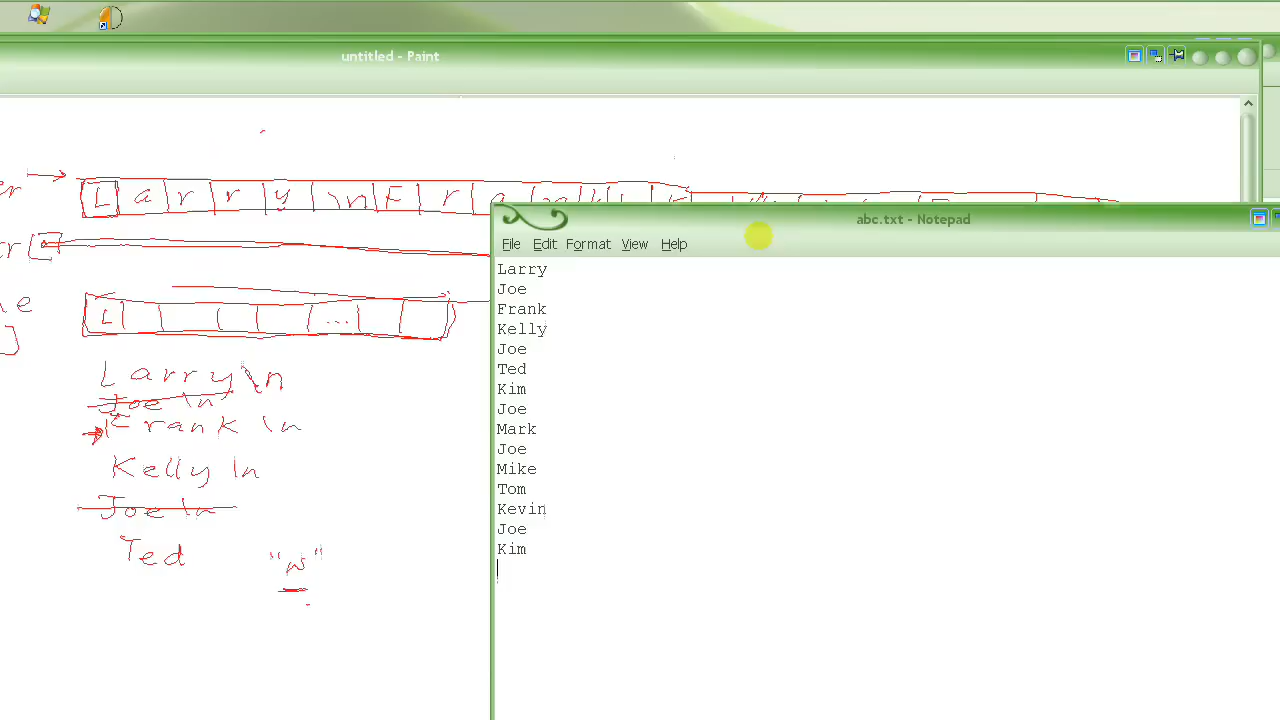 untitled - Paint
L a r r y \n F r a n k
L ...
Larry\n
Joe \n
Frank \n
Kelly \n
Joe \n
Ted
"w"
abc.txt - Notepad
File Edit Format View Help
Larry
Joe
Frank
Kelly
Joe
Ted
Kim
Joe
Mark
Joe
Mike
Tom
Kevin
Joe
Kim